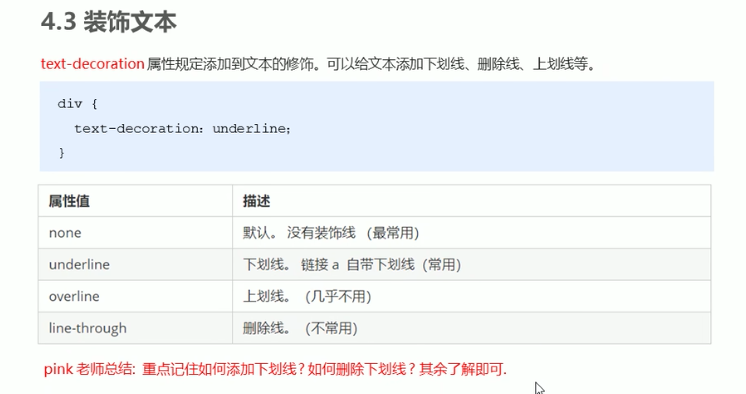 4.3 装饰文本
text-decoration 属性规定添加到文本的修饰。可以给文本添加下划线、删除线、上划线等。
div {
text-decoration: underline;
}
属性值 描述
none 默认。没有装饰线 (最常用)
underline 下划线。链接 a 自带下划线 (常用)
overline 上划线。 (几乎不用)
line-through 删除线。 (不常用)
pink 老师总结: 重点记住如何添加下划线 ? 如何删除下划线 ? 其余了解即可.